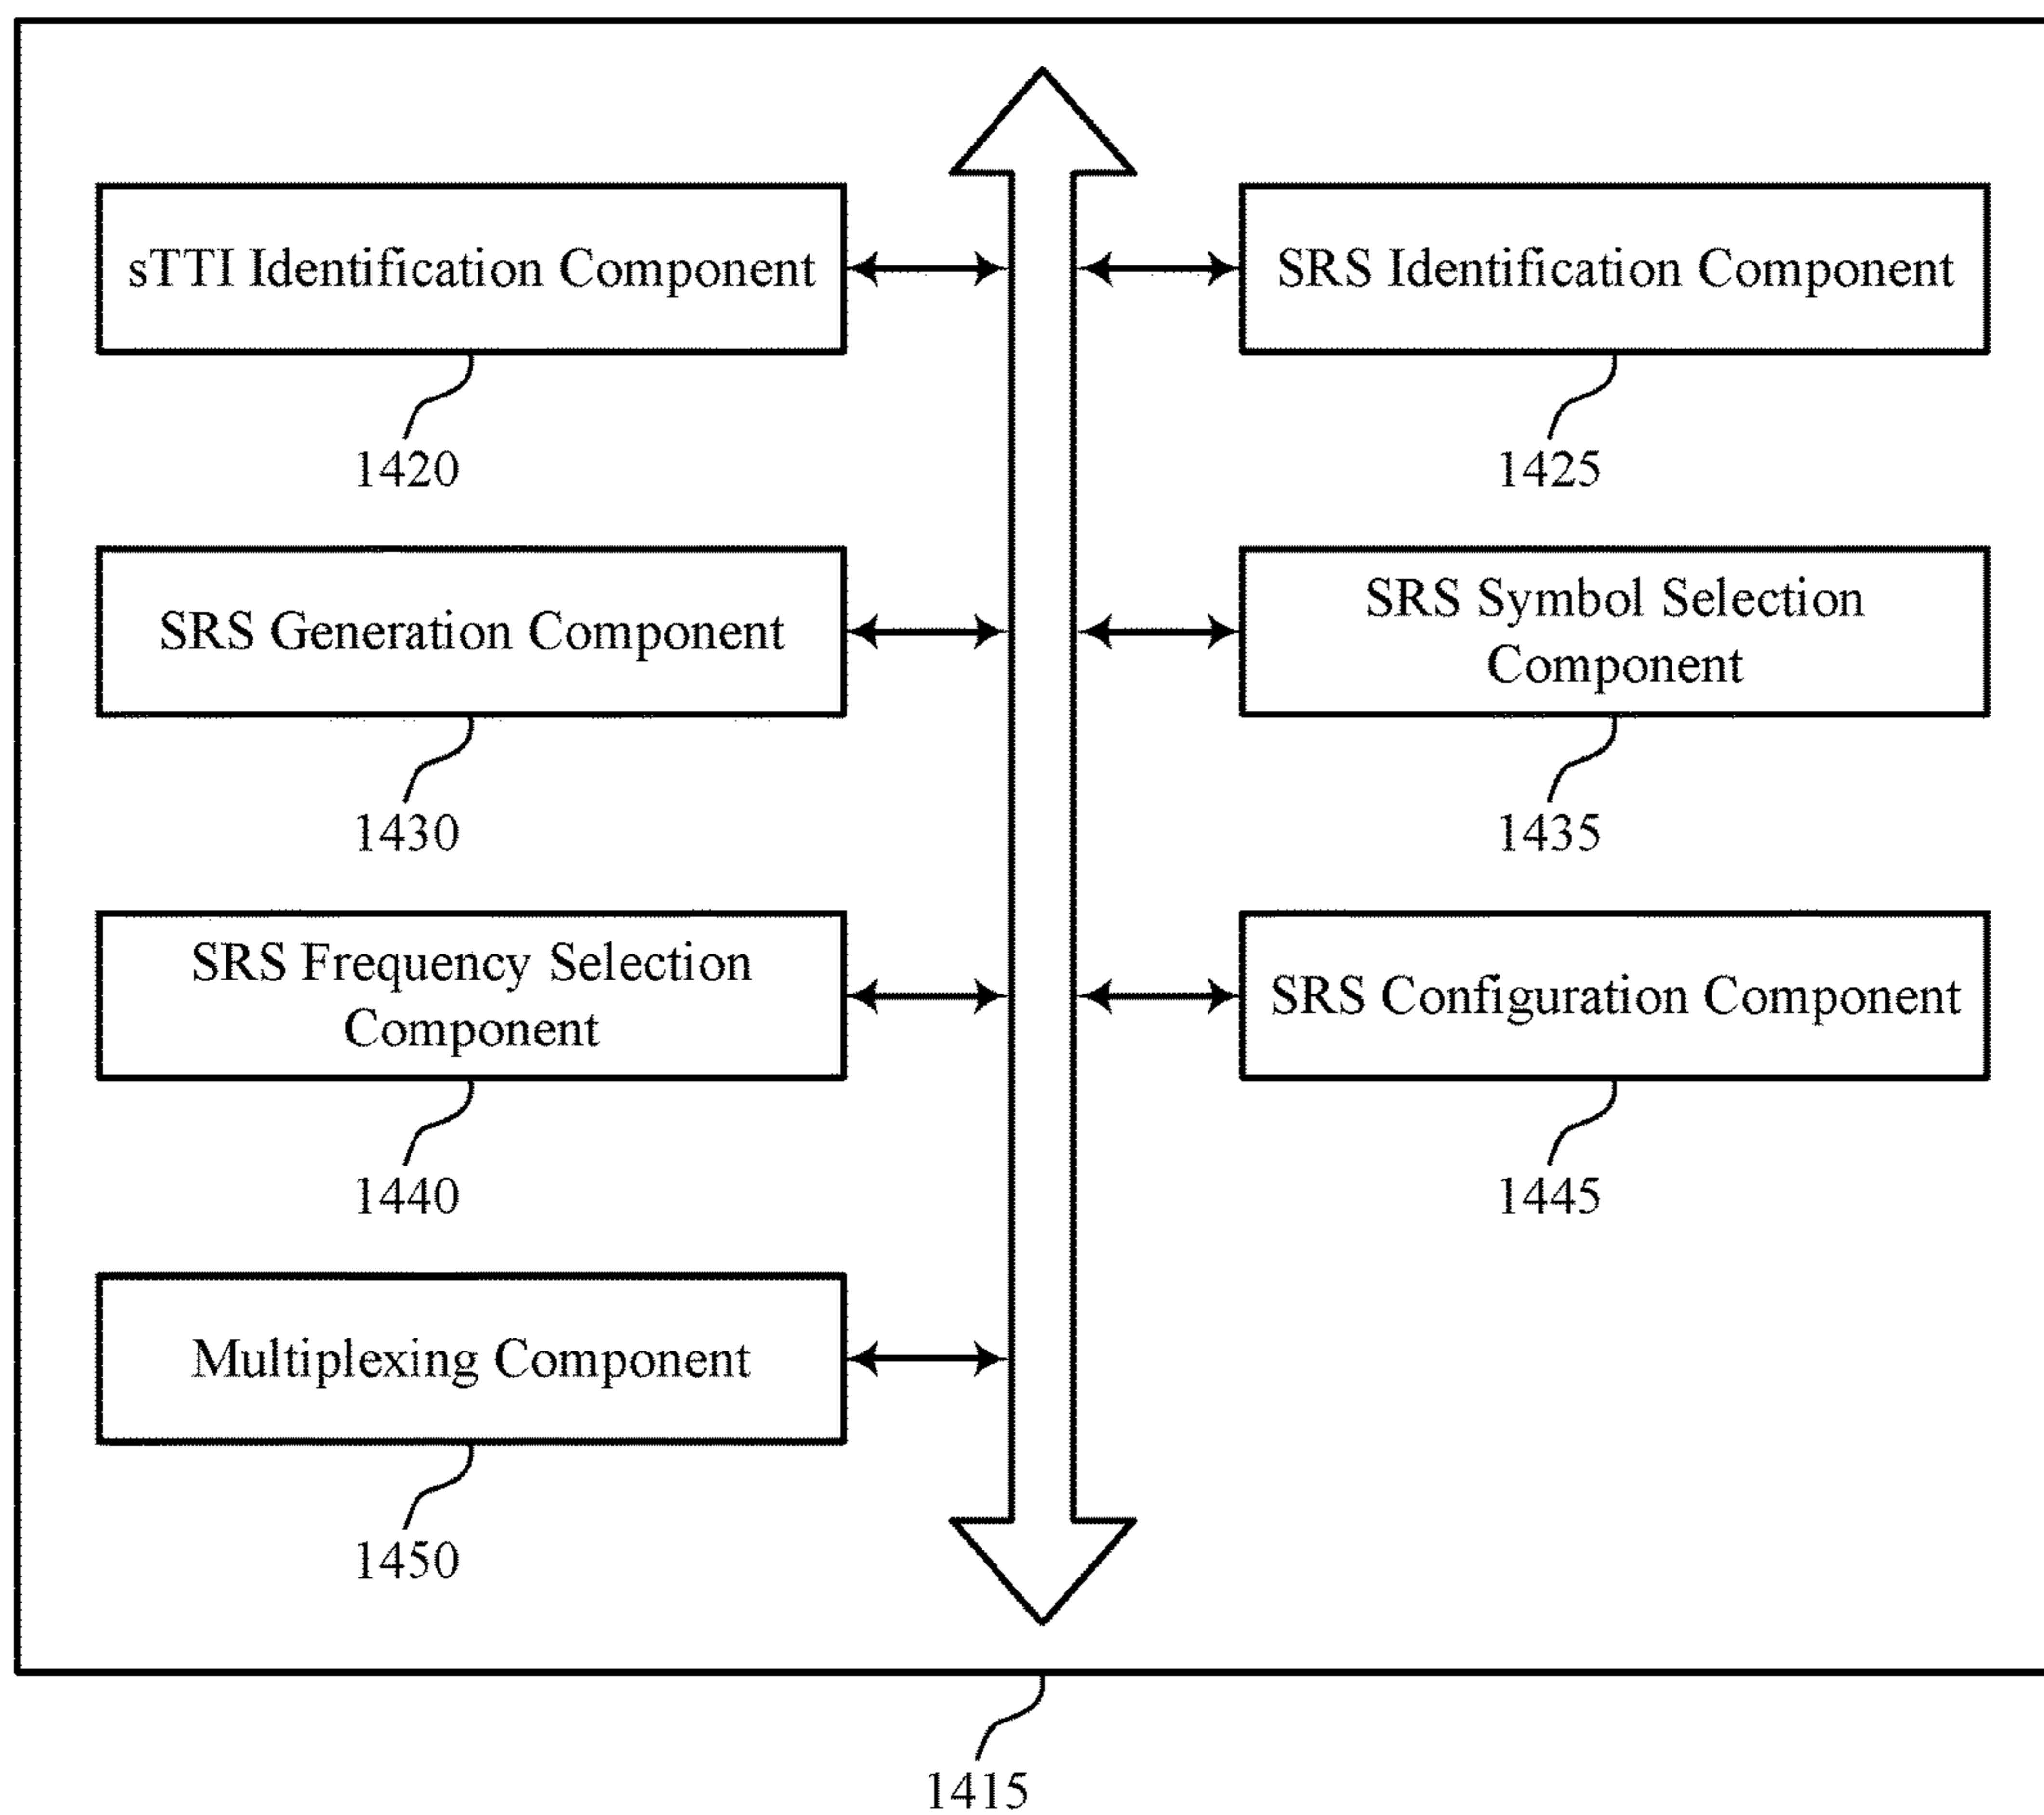 sTTI Identification Component
SRS Identification Component
1420
1425
SRS Generation Component
SRS Symbol Selection
Component
1430
1435
SRS Frequency Selection
Component
SRS Configuration Component
1440
1445
Multiplexing Component
1450
1415